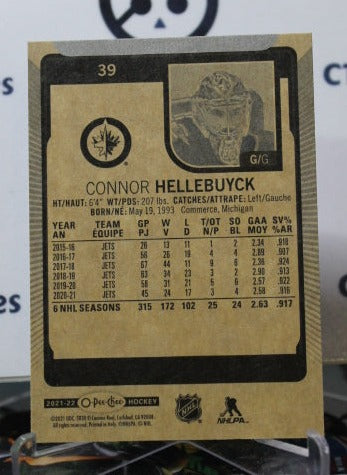 39
G/G
CONNOR HELLEBUYCK
HT/HAUT: 6'4" WT/PDS: 207 lbs. CATCHES/ATTRAPE: Left/Gauche
BORN/NÉ: May 19, 1993 Commerce, Michigan
YEAR TEAM GP W L T/OT SO GAA SV%
AN ÉQUIPE PJ V D N/P BL MOY %AR
2015-16 JETS 26 13 11 1 2 2.34 .918
2016-17 JETS 56 26 19 4 4 2.89 .907
2017-18 JETS 67 44 11 9 6 2.36 .924
2018-19 JETS 63 34 23 3 2 2.90 .913
2019-20 JETS 58 31 21 5 6 2.57 .922
2020-21 JETS 45 24 17 3 4 2.58 .916
6 NHL SEASONS 315 172 102 25 24 2.63 .917
2021-22 O-Pee-Chee HOCKEY
NHL
NHLPA